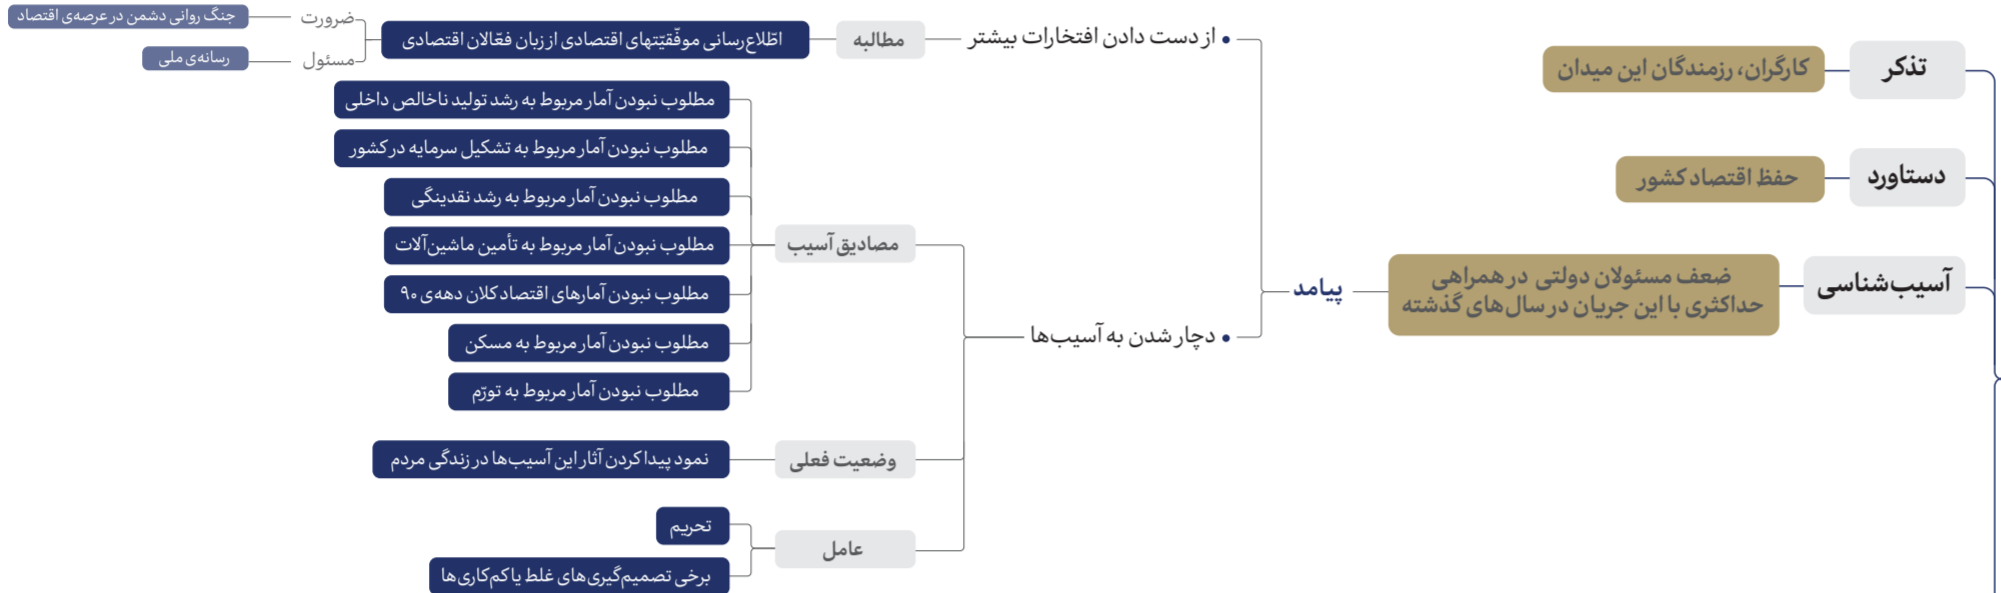 تذکر
کارگران، رزمندگان این میدان
دستاورد
حفظ اقتصاد کشور
آسیب‌شناسی
ضعف مسئولان دولتی در همراهی
حداکثری با این جریان در سال‌های گذشته
پیامد
• از دست دادن افتخارات بیشتر
مطالبه
اطّلاع‌رسانی موفّقیّتهای اقتصادی از زبان فعّالان اقتصادی
ضرورت
جنگ روانی دشمن در عرصه‌ی اقتصاد
مسئول
رسانه‌ی ملی
• دچار شدن به آسیب‌ها
مصادیق آسیب
مطلوب نبودن آمار مربوط به رشد تولید ناخالص داخلی
مطلوب نبودن آمار مربوط به تشکیل سرمایه در کشور
مطلوب نبودن آمار مربوط به رشد نقدینگی
مطلوب نبودن آمار مربوط به تأمین ماشین‌آلات
مطلوب نبودن آمارهای اقتصاد کلان دهه‌ی ۹۰
مطلوب نبودن آمار مربوط به مسکن
مطلوب نبودن آمار مربوط به تورّم
وضعیت فعلی
نمود پیدا کردن آثار این آسیب‌ها در زندگی مردم
عامل
تحریم
برخی تصمیم‌گیری‌های غلط یا کم‌کاری‌ها